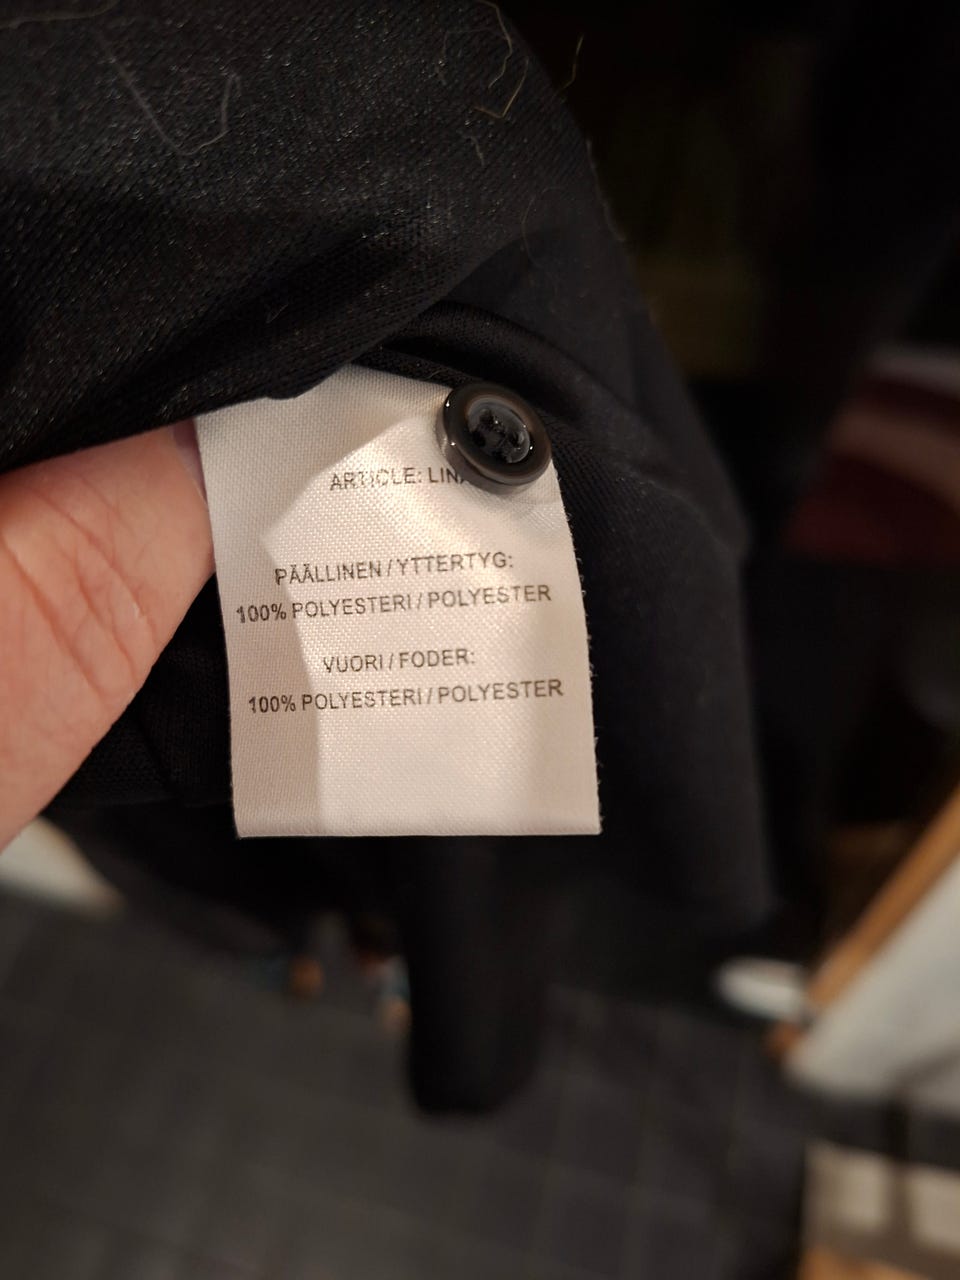 ARTICLE:
PÄÄLLINEN / YTTERTYG:
100% POLYESTERI / POLYESTER
VUORI / FODER:
100% POLYESTERI / POLYESTER